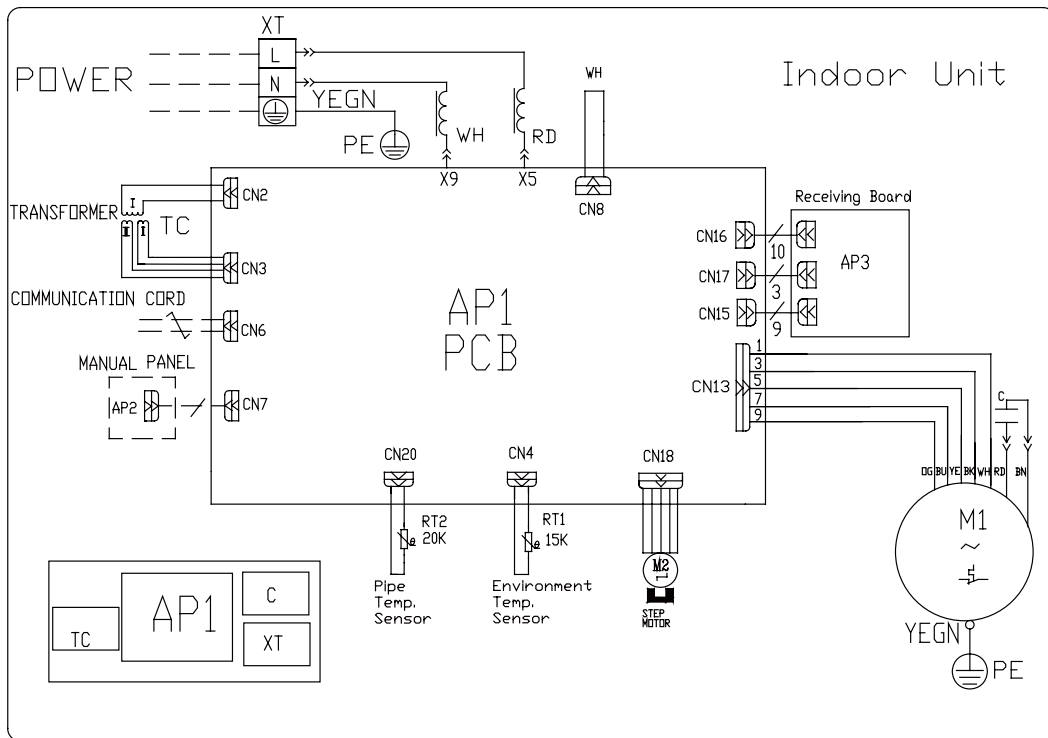 XT
L
POWER
N
YEGN
PE
WH
RD
X9
X5
WH
CN8
Indoor Unit
TRANSFORMER
I
II
II
TC
CN2
CN3
COMMUNICATION CORD
CN6
MANUAL PANEL
AP2
CN7
AP1
PCB
Receiving Board
CN16
10
AP3
CN17
3
CN15
9
CN13
1
3
5
7
9
C
OG
BU
YE
BK
WH
RD
BN
M1
~
YEGN
PE
CN20
RT2
20K
Pipe
Temp.
Sensor
CN4
RT1
15K
Environment
Temp.
Sensor
CN18
M2
STEP
MOTOR
TC
AP1
C
XT